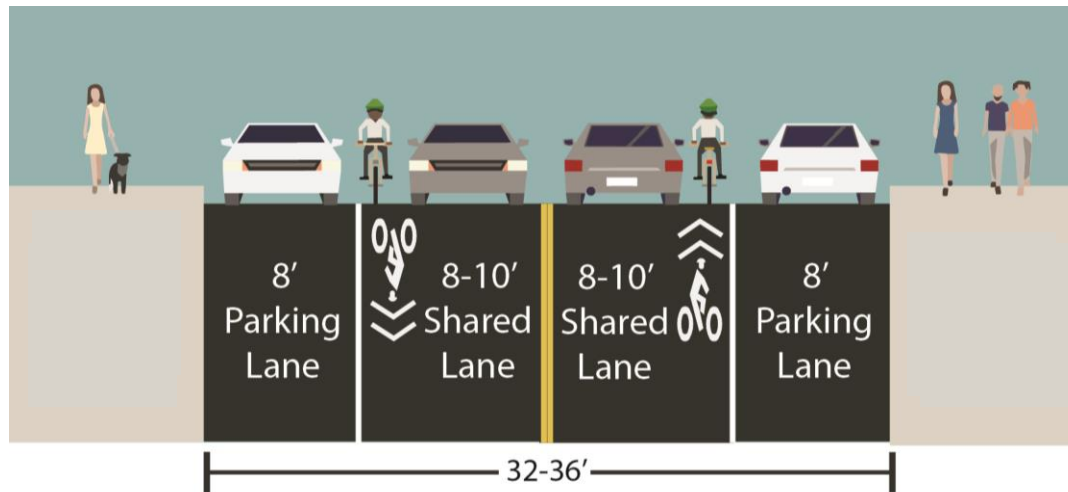 8’
Parking
Lane
8-10’
Shared
Lane
8-10’
Shared
Lane
8’
Parking
Lane
32-36’